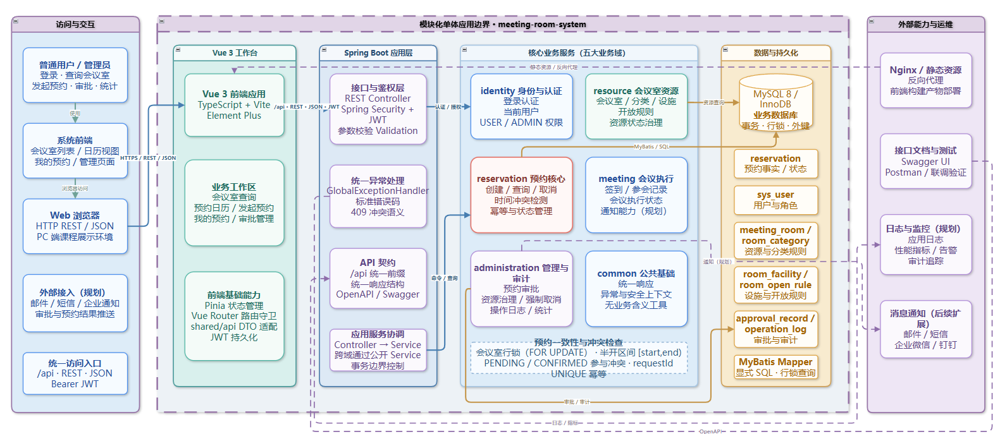 访问与交互
普通用户 / 管理员
登录 · 查询会议室
发起预约 · 审批 · 统计
使用
系统前端
会议室列表 / 日历视图
我的预约 / 管理页面
浏览器访问
Web 浏览器
HTTP REST / JSON
PC 端课程展示环境
外部接入（规划）
邮件 / 短信 / 企业通知
审批与预约结果推送
统一访问入口
/api · REST · JSON
Bearer JWT
HTTPS / REST / JSON
模块化单体应用边界 · meeting-room-system
Vue 3 工作台
Vue 3 前端应用
TypeScript + Vite
Element Plus
业务工作区
会议室查询
预约日历 / 发起预约
我的预约 / 审批管理
前端基础能力
Pinia 状态管理
Vue Router 路由守卫
shared/api DTO 适配
JWT 持久化
/api · REST · JSON · JWT
Spring Boot 应用层
接口与鉴权层
REST Controller
Spring Security +
JWT
参数校验 Validation
统一异常处理
GlobalExceptionHandler
标准错误码
409 冲突语义
API 契约
/api 统一前缀
统一响应结构
OpenAPI / Swagger
应用服务协调
Controller → Service
跨域通过公开 Service
事务边界控制
认证 / 授权
命令 / 查询
核心业务服务（五大业务域）
静态资源 / 反向代理
identity 身份与认证
登录认证
当前用户
USER / ADMIN 权限
resource 会议室资源
会议室 / 分类 / 设施
开放规则
资源状态治理
资源查询
MyBatis / SQL
reservation 预约核心
创建 / 查询 / 取消
时间冲突检测
幂等与状态管理
meeting 会议执行
签到 / 参会记录
会议执行状态
通知能力（规划）
administration 管理与
审计
预约审批
资源治理 / 强制取消
操作日志 / 统计
common 公共基础
统一响应
异常与安全上下文
无业务含义工具
通知（规划）
预约一致性与冲突检查
会议室行锁（FOR UPDATE）· 半开区间 [start,end)
PENDING / CONFIRMED 参与冲突 · requestId
UNIQUE 幂等
审批 / 审计
日志 / 指标
OpenAPI
数据与持久化
MySQL 8 /
InnoDB
业务数据库
事务 · 行锁 · 外键
reservation
预约事实 / 状态
sys_user
用户与角色
meeting_room /
room_category
资源与分类规则
room_facility /
room_open_rule
设施与开放规则
approval_record /
operation_log
审批与审计
MyBatis Mapper
显式 SQL · 行锁查询
外部能力与运维
Nginx / 静态资源
反向代理
前端构建产物部署
接口文档与测试
Swagger UI
Postman / 联调验证
日志与监控（规划）
应用日志
性能指标 / 告警
审计追踪
消息通知（后续扩
展）
邮件 / 短信
企业微信 / 钉钉